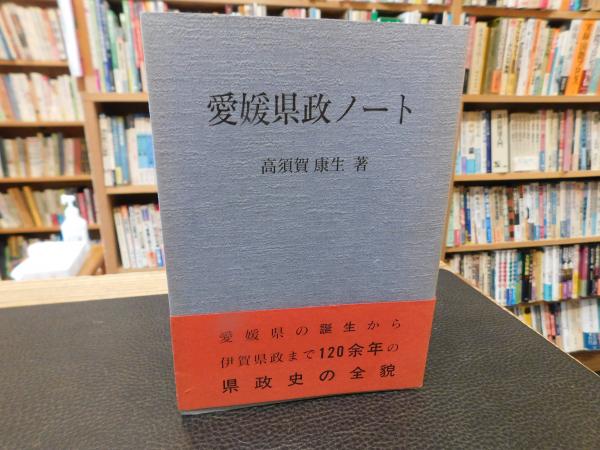 愛媛県政ノート
高須賀 康生 著
愛媛県の誕生から
伊賀県政まで120余年の
県政史の全貌